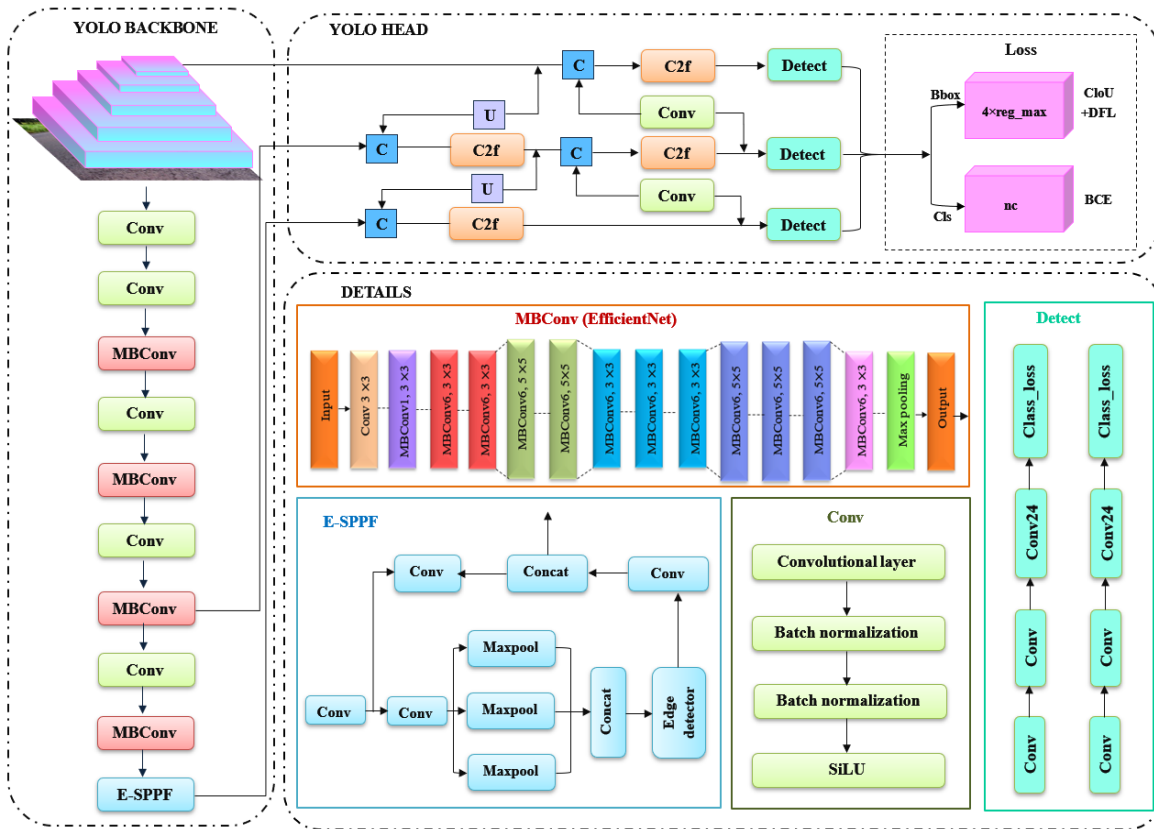 YOLO BACKBONE
Conv
Conv
MBConv
Conv
MBConv
Conv
MBConv
Conv
MBConv
E-SPPF
YOLO HEAD
C
C2f
Detect
U
Conv
C
C2f
C
C2f
Detect
U
Conv
C
C2f
Detect
Loss
Bbox
4×reg_max
CIoU
+DFL
Cls
nc
BCE
DETAILS
MBConv (EfficientNet)
Input
Conv 3 ×3
MBConv1, 3 ×3
MBConv6, 3 ×3
MBConv6, 3 ×3
MBConv6, 5 ×5
MBConv6, 5×5
MBConv6, 3 ×3
MBConv6, 3 ×3
MBConv6, 3 ×3
MBConv6, 5×5
MBConv6, 5×5
MBConv6, 5×5
MBConv6, 3 ×3
Max pooling
Output
E-SPPF
Conv
Concat
Conv
Maxpool
Conv
Conv
Maxpool
Maxpool
Concat
Edge
detector
Conv
Convolutional layer
Batch normalization
Batch normalization
SiLU
Detect
Class_loss
Class_loss
Conv24
Conv24
Conv
Conv
Conv
Conv